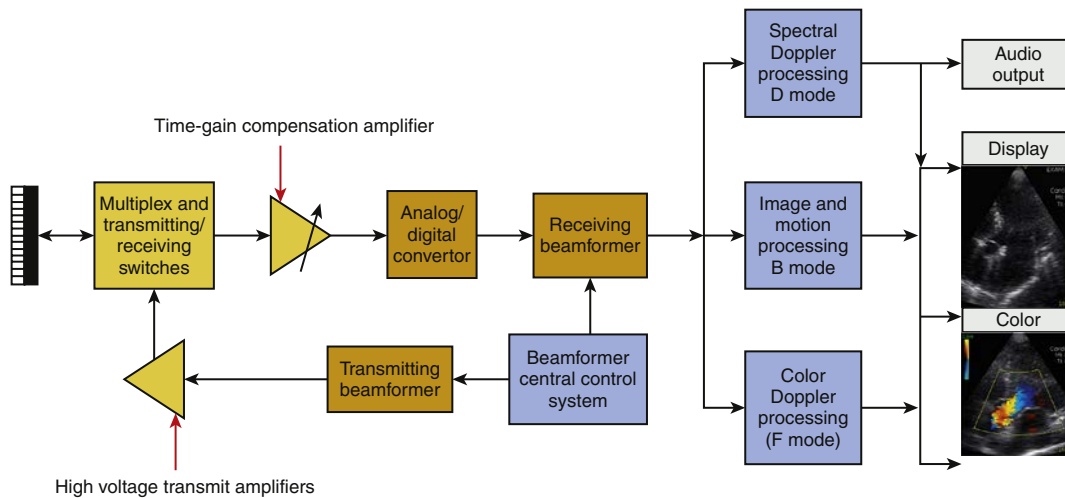 Spectral
Doppler
processing
D mode
Audio
output
Time-gain compensation amplifier
Display
Multiplex and
transmitting/
receiving
switches
Analog/
digital
convertor
Receiving
beamformer
Image and
motion
processing
B mode
Color
Transmitting
beamformer
Beamformer
central control
system
Color
Doppler
processing
(F mode)
High voltage transmit amplifiers